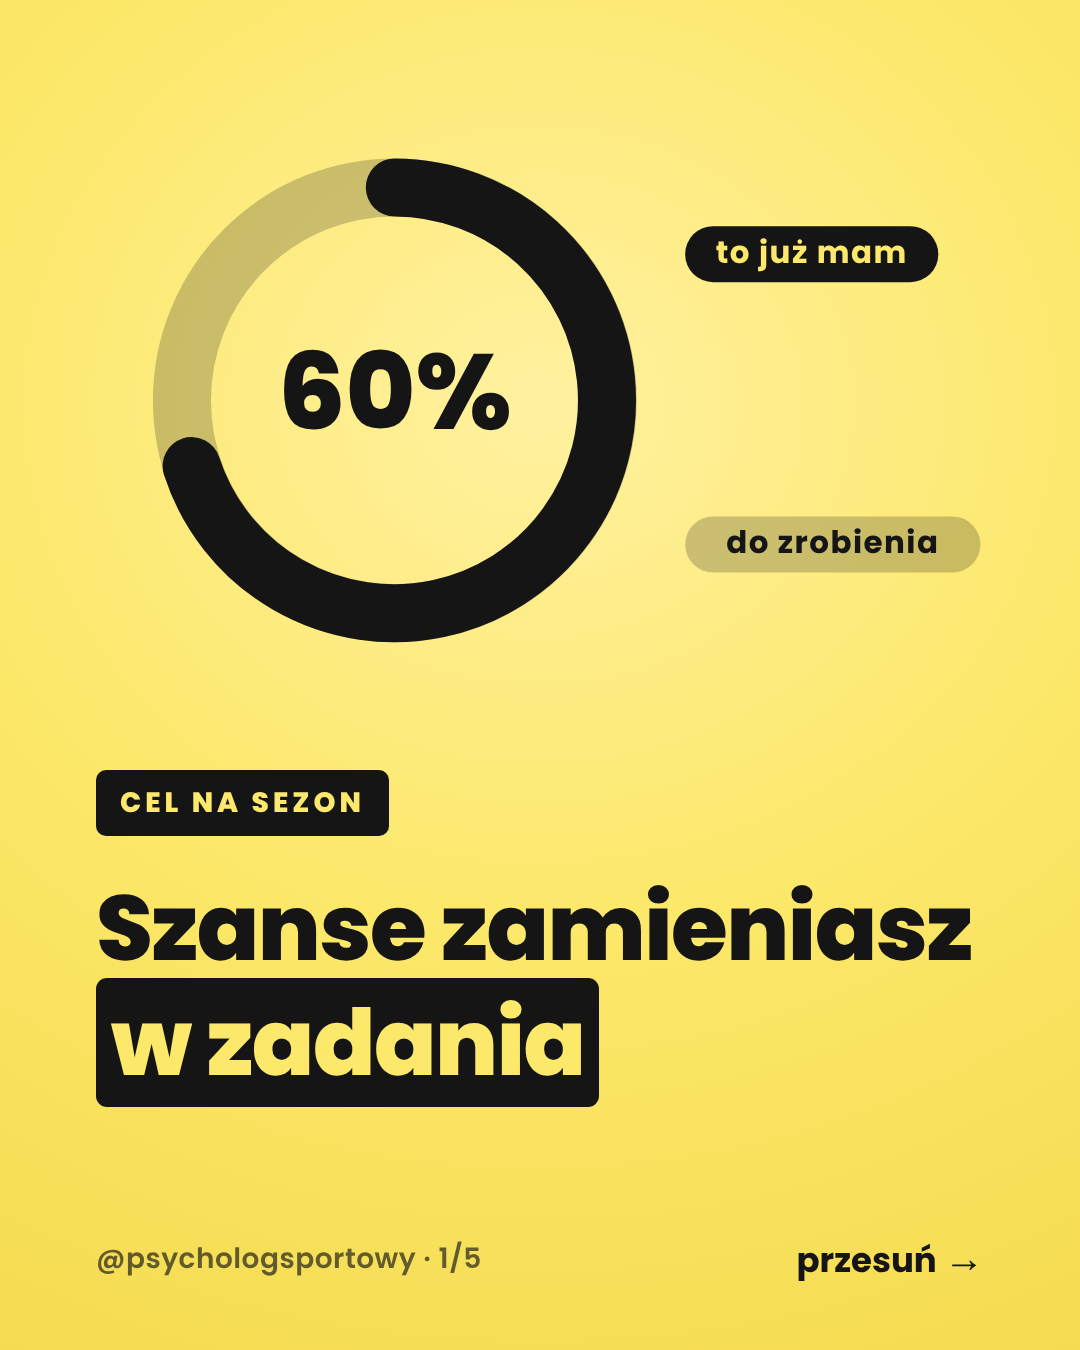 60%
to już mam
do zrobienia
CEL NA SEZON
Szanse zamieniasz
w zadania
@psychologsportowy · 1/5
przesuń →